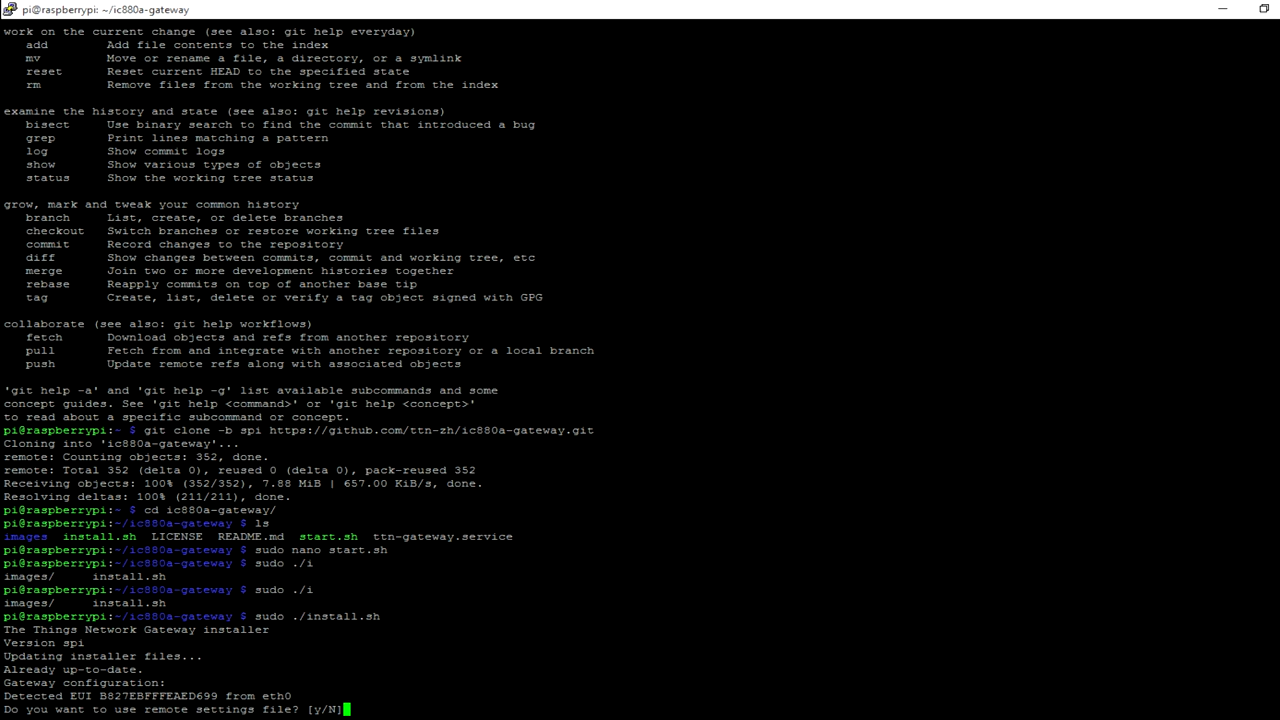 pi@raspberrypi: ~/ic880a-gateway
work on the current change (see also: git help everyday)
   add        Add file contents to the index
   mv         Move or rename a file, a directory, or a symlink
   reset      Reset current HEAD to the specified state
   rm         Remove files from the working tree and from the index
examine the history and state (see also: git help revisions)
   bisect     Use binary search to find the commit that introduced a bug
   grep       Print lines matching a pattern
   log        Show commit logs
   show       Show various types of objects
   status     Show the working tree status
grow, mark and tweak your common history
   branch     List, create, or delete branches
   checkout   Switch branches or restore working tree files
   commit     Record changes to the repository
   diff       Show changes between commits, commit and working tree, etc
   merge      Join two or more development histories together
   rebase     Reapply commits on top of another base tip
   tag        Create, list, delete or verify a tag object signed with GPG
collaborate (see also: git help workflows)
   fetch      Download objects and refs from another repository
   pull       Fetch from and integrate with another repository or a local branch
   push       Update remote refs along with associated objects
'git help -a' and 'git help -g' list available subcommands and some
concept guides. See 'git help <command>' or 'git help <concept>'
to read about a specific subcommand or concept.
pi@raspberrypi:~ $ git clone -b spi https://github.com/ttn-zh/ic880a-gateway.git
Cloning into 'ic880a-gateway'...
remote: Counting objects: 352, done.
remote: Total 352 (delta 0), reused 0 (delta 0), pack-reused 352
Receiving objects: 100% (352/352), 7.88 MiB | 657.00 KiB/s, done.
Resolving deltas: 100% (211/211), done.
pi@raspberrypi:~ $ cd ic880a-gateway/
pi@raspberrypi:~/ic880a-gateway $ ls
images  install.sh  LICENSE  README.md  start.sh  ttn-gateway.service
pi@raspberrypi:~/ic880a-gateway $ sudo nano start.sh
pi@raspberrypi:~/ic880a-gateway $ sudo ./i
images/     install.sh
pi@raspberrypi:~/ic880a-gateway $ sudo ./i
images/     install.sh
pi@raspberrypi:~/ic880a-gateway $ sudo ./install.sh
The Things Network Gateway installer
Version spi
Updating installer files...
Already up-to-date.
Gateway configuration:
Detected EUI B827EBFFFEAED699 from eth0
Do you want to use remote settings file? [y/N]